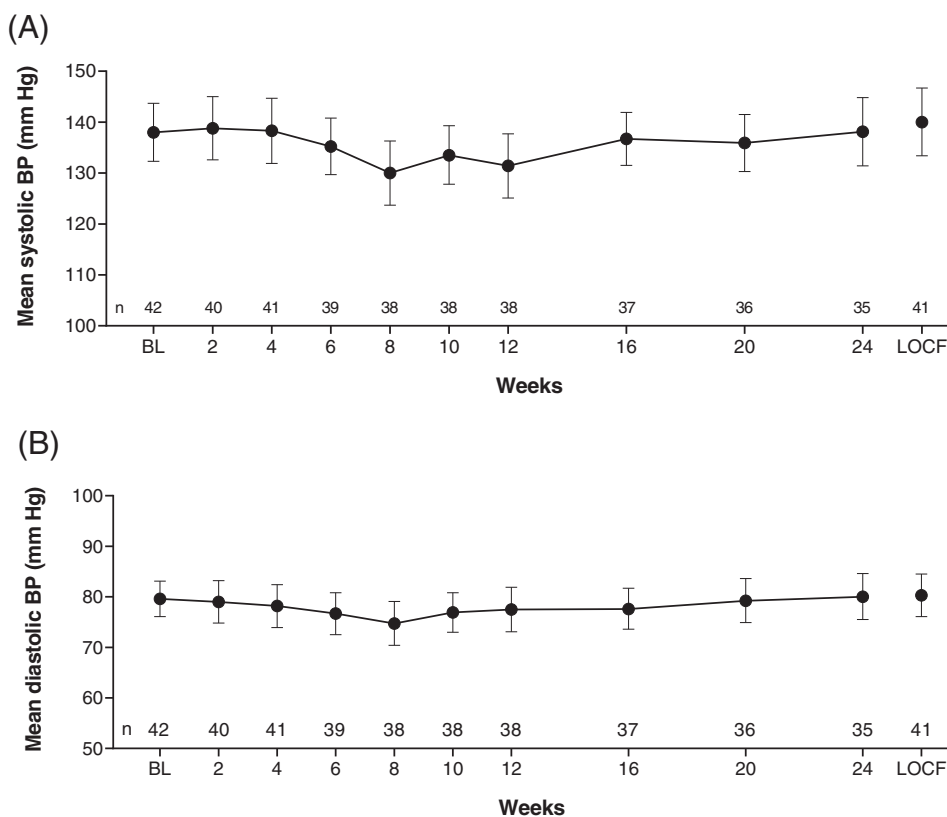 (A)
Mean systolic BP (mm Hg)
150
140
130
120
110
100
n 42 40 41 39 38 38 38 37 36 35 41
BL 2 4 6 8 10 12 16 20 24 LOCF
Weeks
(B)
Mean diastolic BP (mm Hg)
100
90
80
70
60
50
n 42 40 41 39 38 38 38 37 36 35 41
BL 2 4 6 8 10 12 16 20 24 LOCF
Weeks